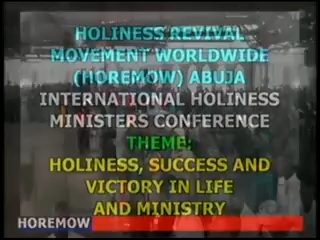 HOLINESS REVIVAL
MOVEMENT WORLDWIDE
(HOREMOW) ABUJA
INTERNATIONAL HOLINESS
MINISTERS CONFERENCE
THEME:
HOLINESS, SUCCESS AND
VICTORY IN LIFE
AND MINISTRY
HOREMOW